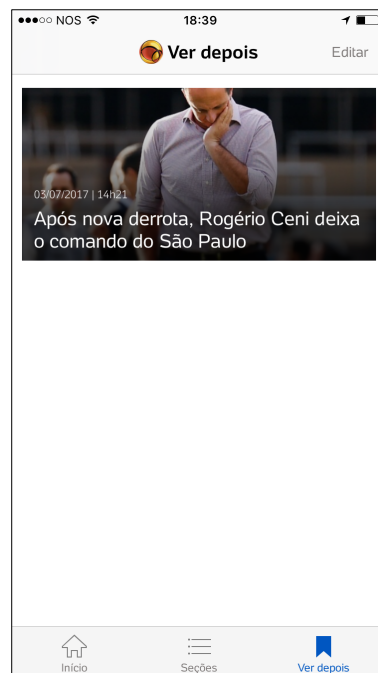 NOS 18:39
Ver depois Editar
03/07/2017 | 14h21
Após nova derrota, Rogério Ceni deixa
o comando do São Paulo
Início Seções Ver depois